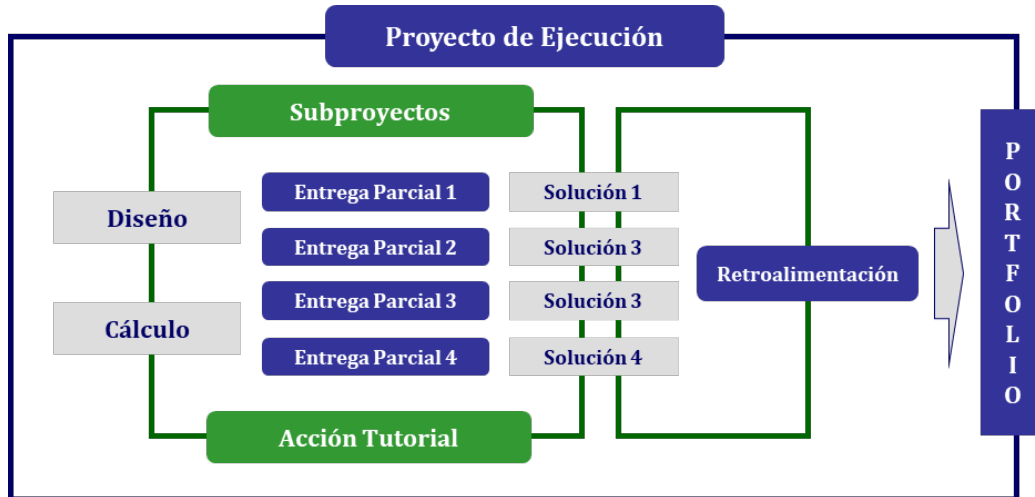 Proyecto de Ejecución
Subproyectos
Diseño
Cálculo
Entrega Parcial 1
Solución 1
Entrega Parcial 2
Solución 3
Entrega Parcial 3
Solución 3
Entrega Parcial 4
Solución 4
Acción Tutorial
Retroalimentación
PORTFOLIO